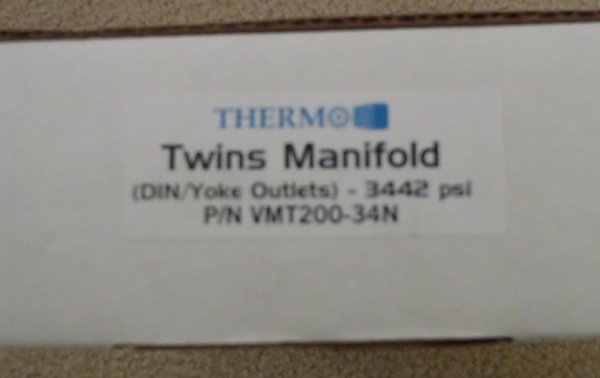 THERMO
Twins Manifold
(DIN/Yoke Outlets) - 3442 psi
P/N VMT200-34N